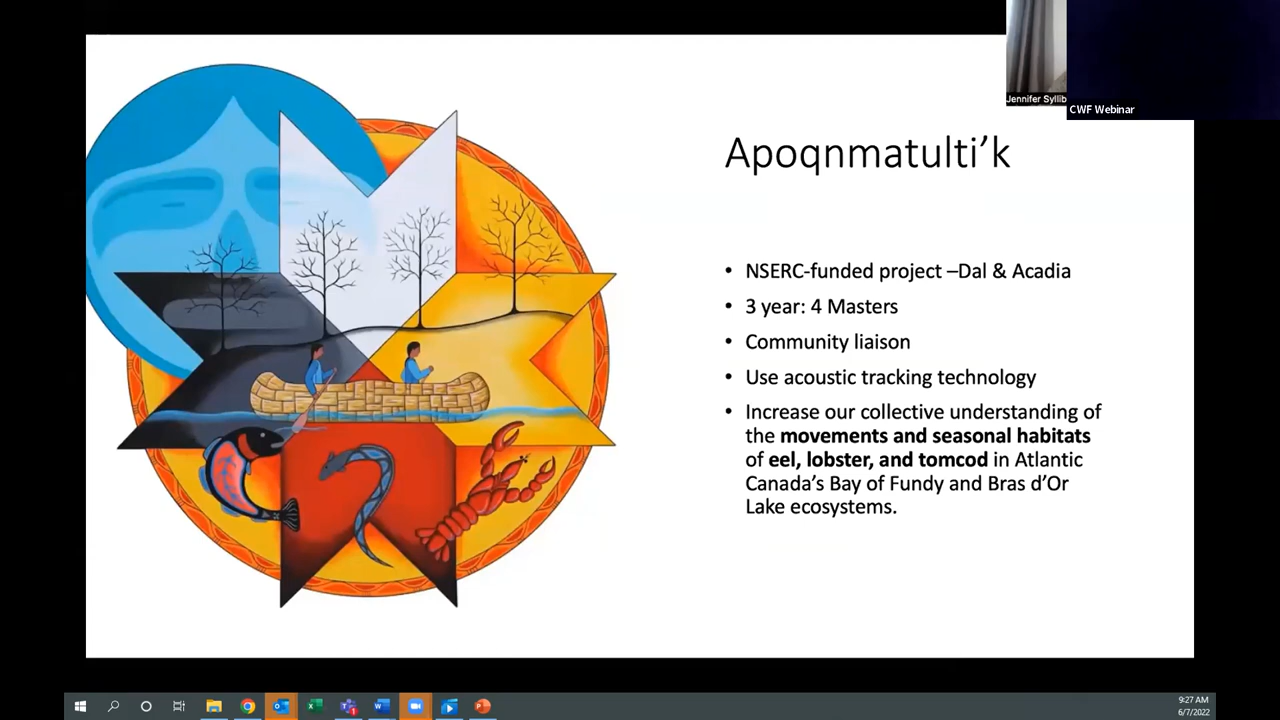 Jennifer Syllib
CWF Webinar
Apoqnmatulti’k
• NSERC-funded project –Dal & Acadia
• 3 year: 4 Masters
• Community liaison
• Use acoustic tracking technology
• Increase our collective understanding of
the movements and seasonal habitats
of eel, lobster, and tomcod in Atlantic
Canada’s Bay of Fundy and Bras d’Or
Lake ecosystems.
9:27 AM
6/7/2022